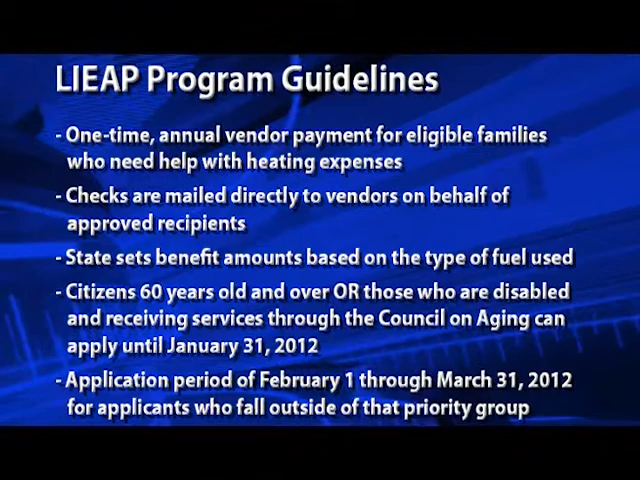 LIEAP Program Guidelines
- One-time, annual vendor payment for eligible families
who need help with heating expenses
- Checks are mailed directly to vendors on behalf of
approved recipients
- State sets benefit amounts based on the type of fuel used
- Citizens 60 years old and over OR those who are disabled
and receiving services through the Council on Aging can
apply until January 31, 2012
- Application period of February 1 through March 31, 2012
for applicants who fall outside of that priority group